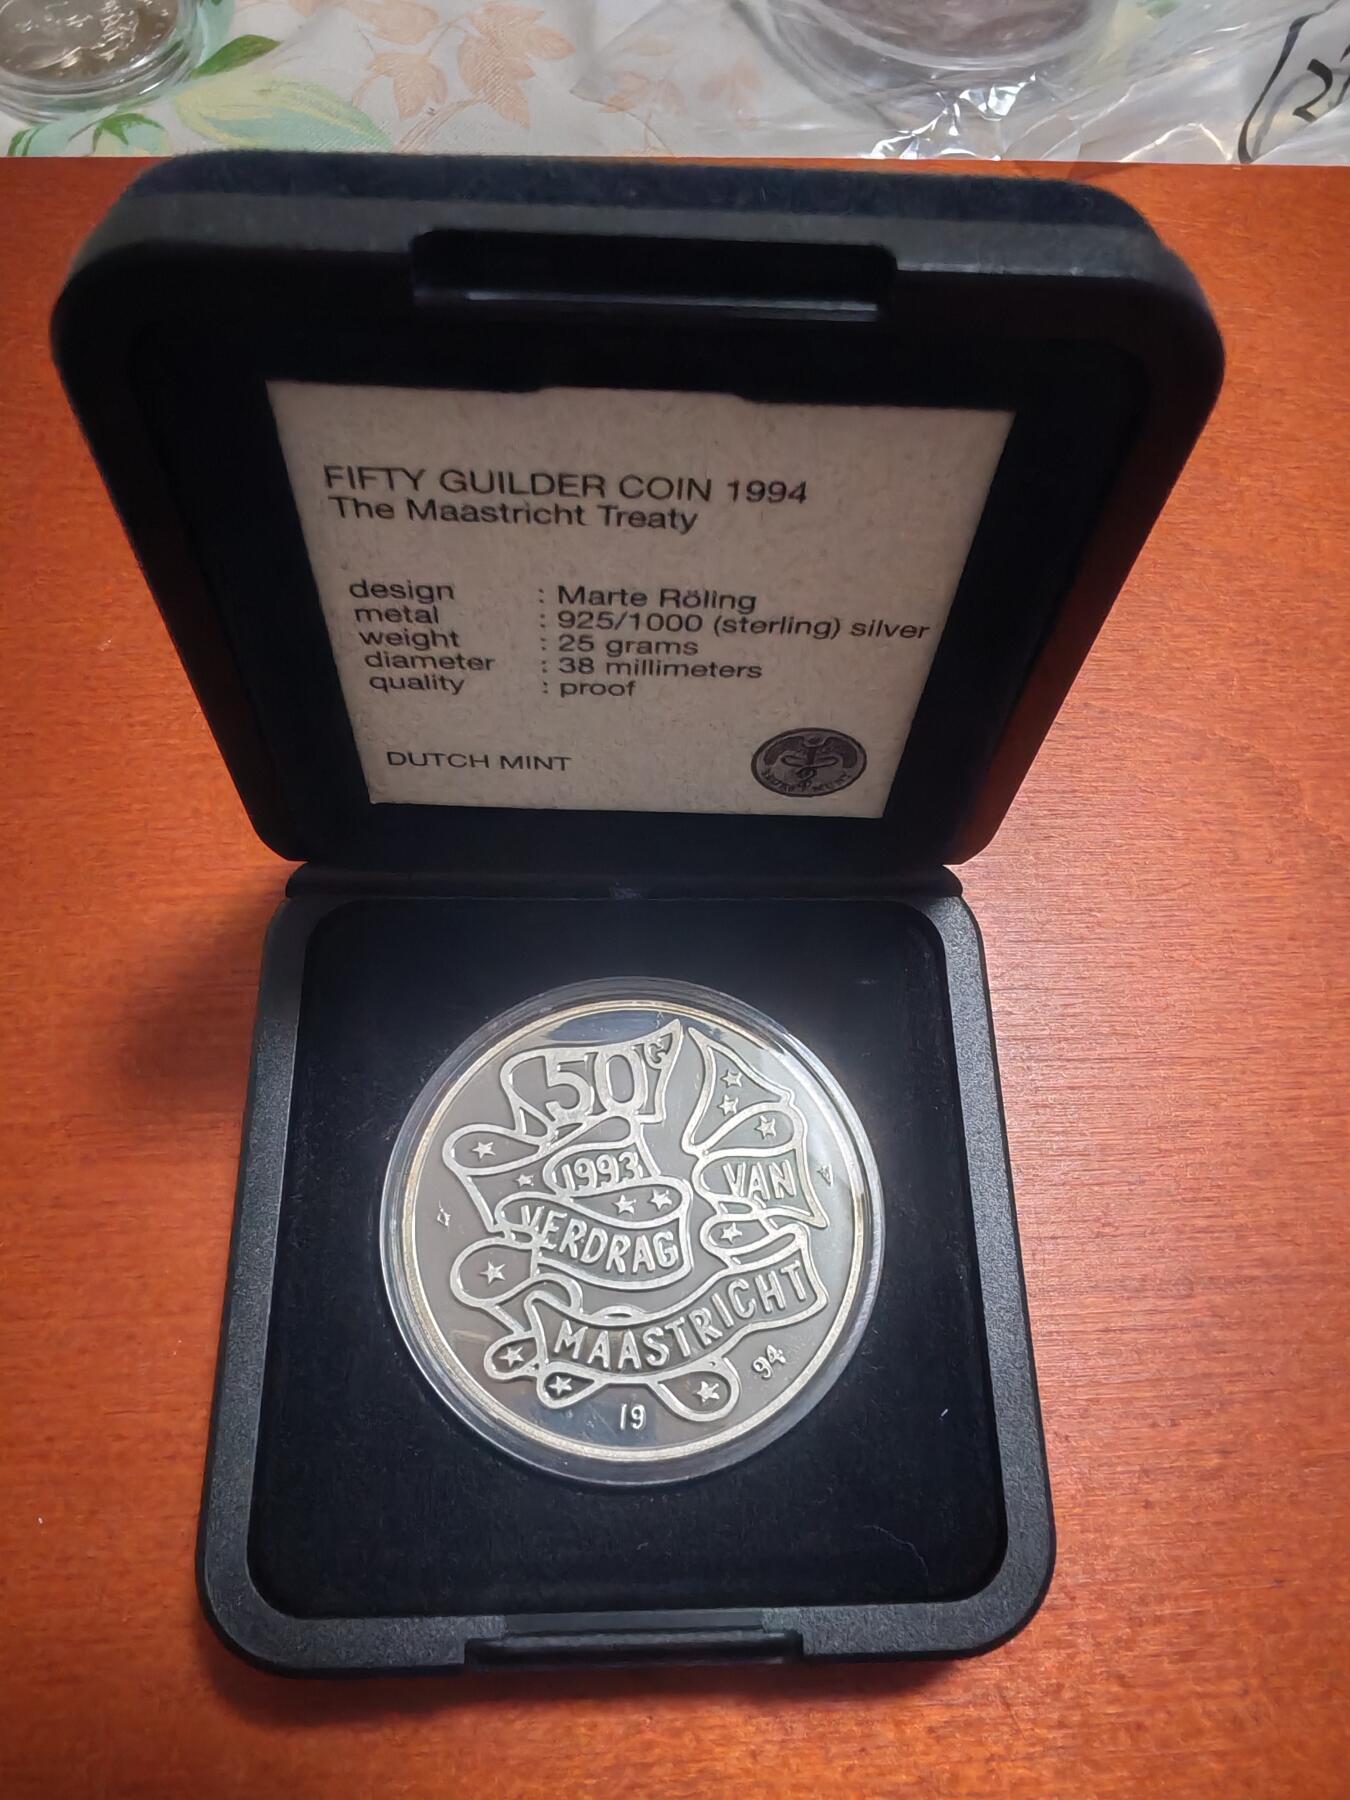 FIFTY GUILDER COIN 1994
The Maastricht Treaty
design : Marte Röling
metal : 925/1000 (sterling) silver
weight : 25 grams
diameter : 38 millimeters
quality : proof
DUTCH MINT
50G
1993
VAN
VERDRAG
MAASTRICHT
19 94